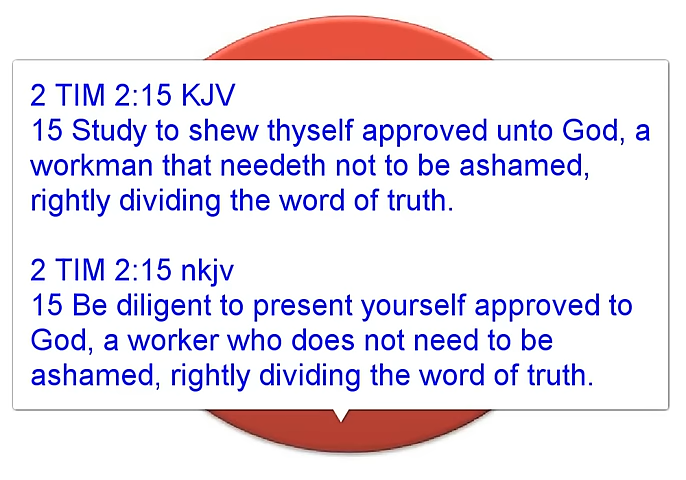 2 TIM 2:15 KJV
15 Study to shew thyself approved unto God, a
workman that needeth not to be ashamed,
rightly dividing the word of truth.
2 TIM 2:15 nkjv
15 Be diligent to present yourself approved to
God, a worker who does not need to be
ashamed, rightly dividing the word of truth.